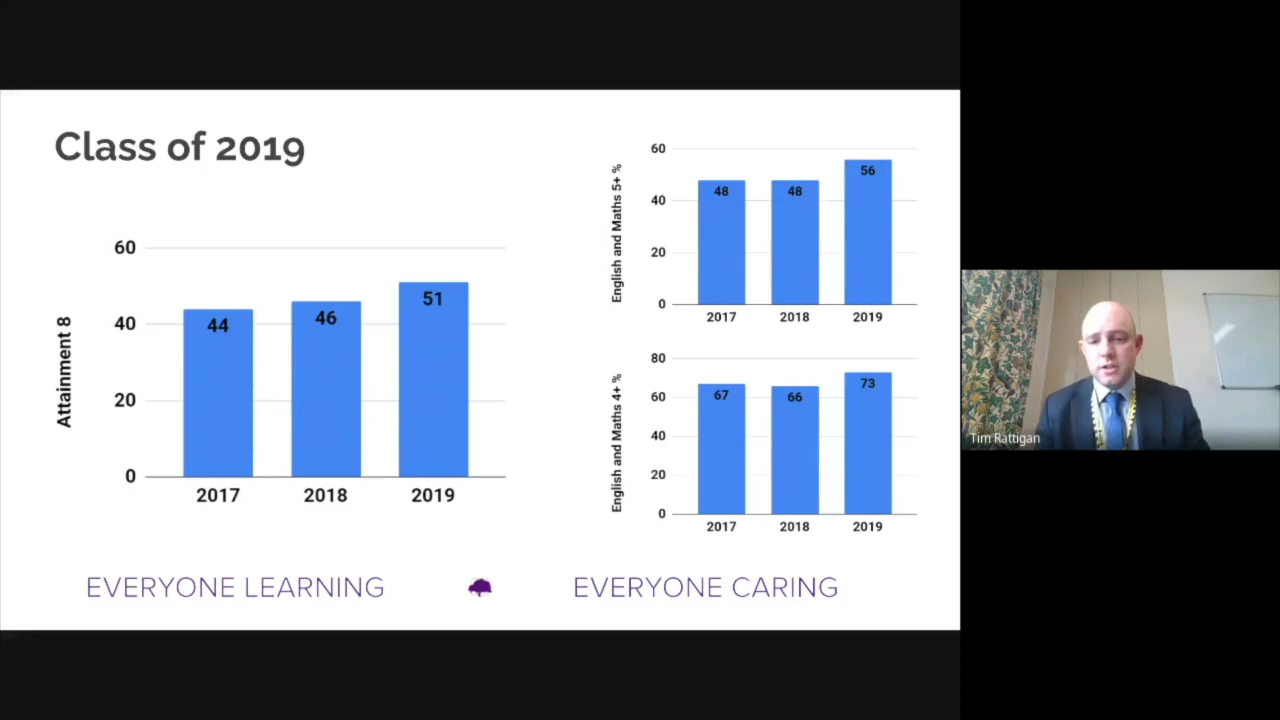 Class of 2019
Attainment 8
60
40
20
0
44
46
51
2017 2018 2019
English and Maths 5+ %
60
40
20
0
48
48
56
2017 2018 2019
English and Maths 4+ %
80
60
40
20
0
67
66
73
2017 2018 2019
EVERYONE LEARNING EVERYONE CARING
Tim Rattigan